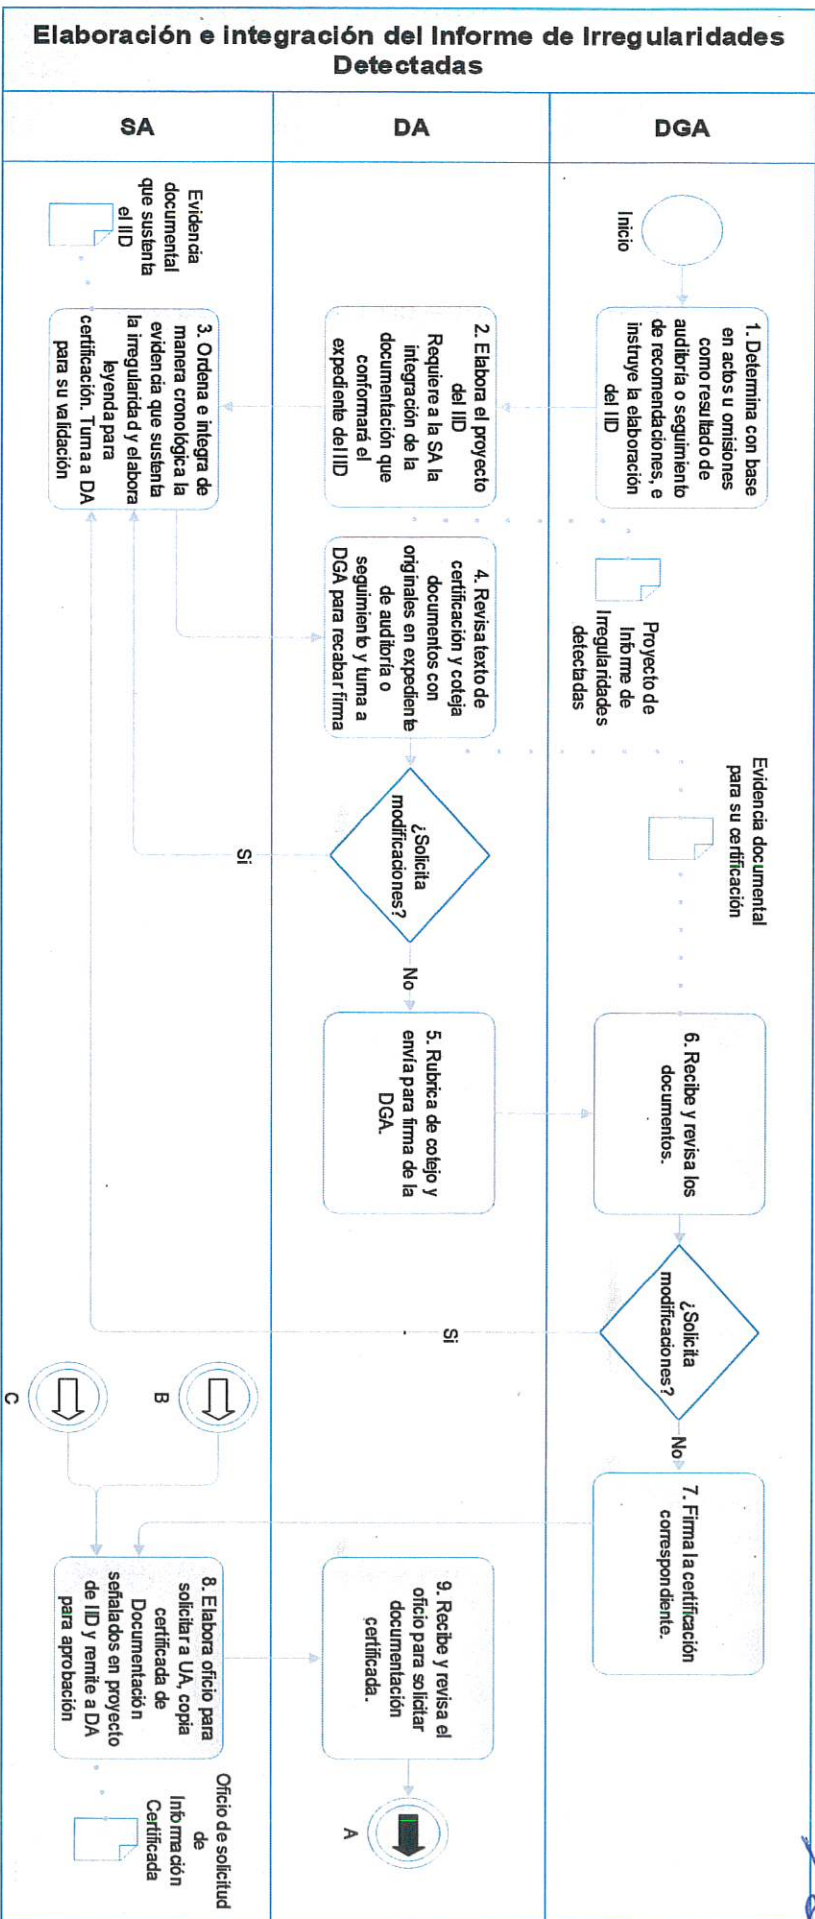 Elaboración e integración del Informe de Irregularidades
Detectadas
DGA
DA
SA
Inicio
1. Determina con base
en actos u omisiones
como resultado de
auditoría o seguimiento
de recomendaciones, e
instruye la elaboración
del IID
2. Elabora el proyecto
del IID
Requiere a la SA la
integración de la
documentación que
conformará el
expediente del IID
Evidencia
documental
que sustenta
el IID
3. Ordena e integra de
manera cronológica la
evidencia que sustenta
la irregularidad y elabora
leyenda para
certificación. Turna a DA
para su validación
Proyecto de
Informe de
Irregularidades
detectadas
4. Revisa texto de
certificación y coteja
documentos con
originales en expediente
de auditoría o
seguimiento y turna a
DGA para recabar firma
Evidencia documental
para su certificación
¿Solicita
modificaciones?
Si
No
5. Rubrica de cotejo y
envía para firma de la
DGA.
6. Recibe y revisa los
documentos.
¿Solicita
modificaciones?
Si
No
7. Firma la certificación
correspondiente.
B
C
8. Elabora oficio para
solicitar a UA, copia
certificada de
Documentación
señalados en proyecto
de IID y remite a DA
para aprobación
9. Recibe y revisa el
oficio para solicitar
documentación
certificada.
A
Oficio de solicitud
de
Información
Certificada